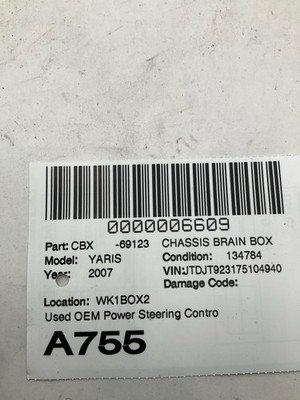 0000006609
Part: CBX -69123 CHASSIS BRAIN BOX
Model: YARIS Condition: 134784
Year: 2007 VIN:JTDJT923175104940
Damage Code:
Location: WK1BOX2
Used OEM Power Steering Contro
A755